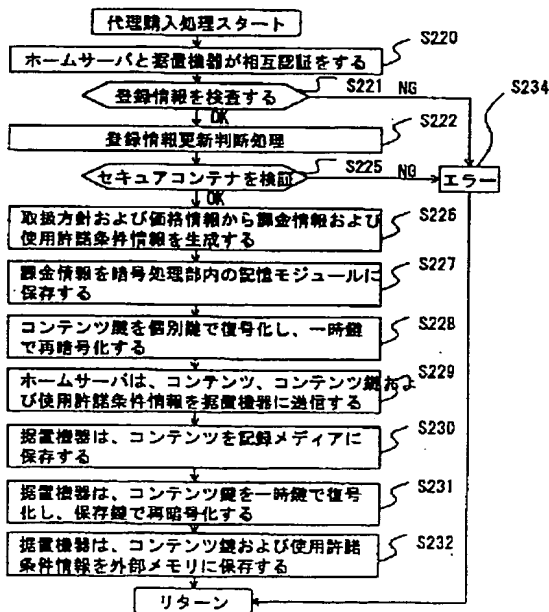 代理購入処理スタート
S220
ホームサーバと据置機器が相互認証をする
S221
NG
登録情報を検査する
S234
OK
S222
登録情報更新判断処理
S225
NG
セキュアコンテナを検証
エラー
OK
S226
取扱方針および価格情報から課金情報および
使用許諾条件情報を生成する
S227
課金情報を暗号処理部内の記憶モジュールに
保存する
S228
コンテンツ鍵を個別鍵で復号化し、一時鍵
で再暗号化する
S229
ホームサーバは、コンテンツ、コンテンツ鍵およ
び使用許諾条件情報を据置機器に送信する
S230
据置機器は、コンテンツを記録メディアに
保存する
S231
据置機器は、コンテンツ鍵を一時鍵で復号
化し、保存鍵で再暗号化する
S232
据置機器は、コンテンツ鍵および使用許諾
条件情報を外部メモリに保存する
リターン